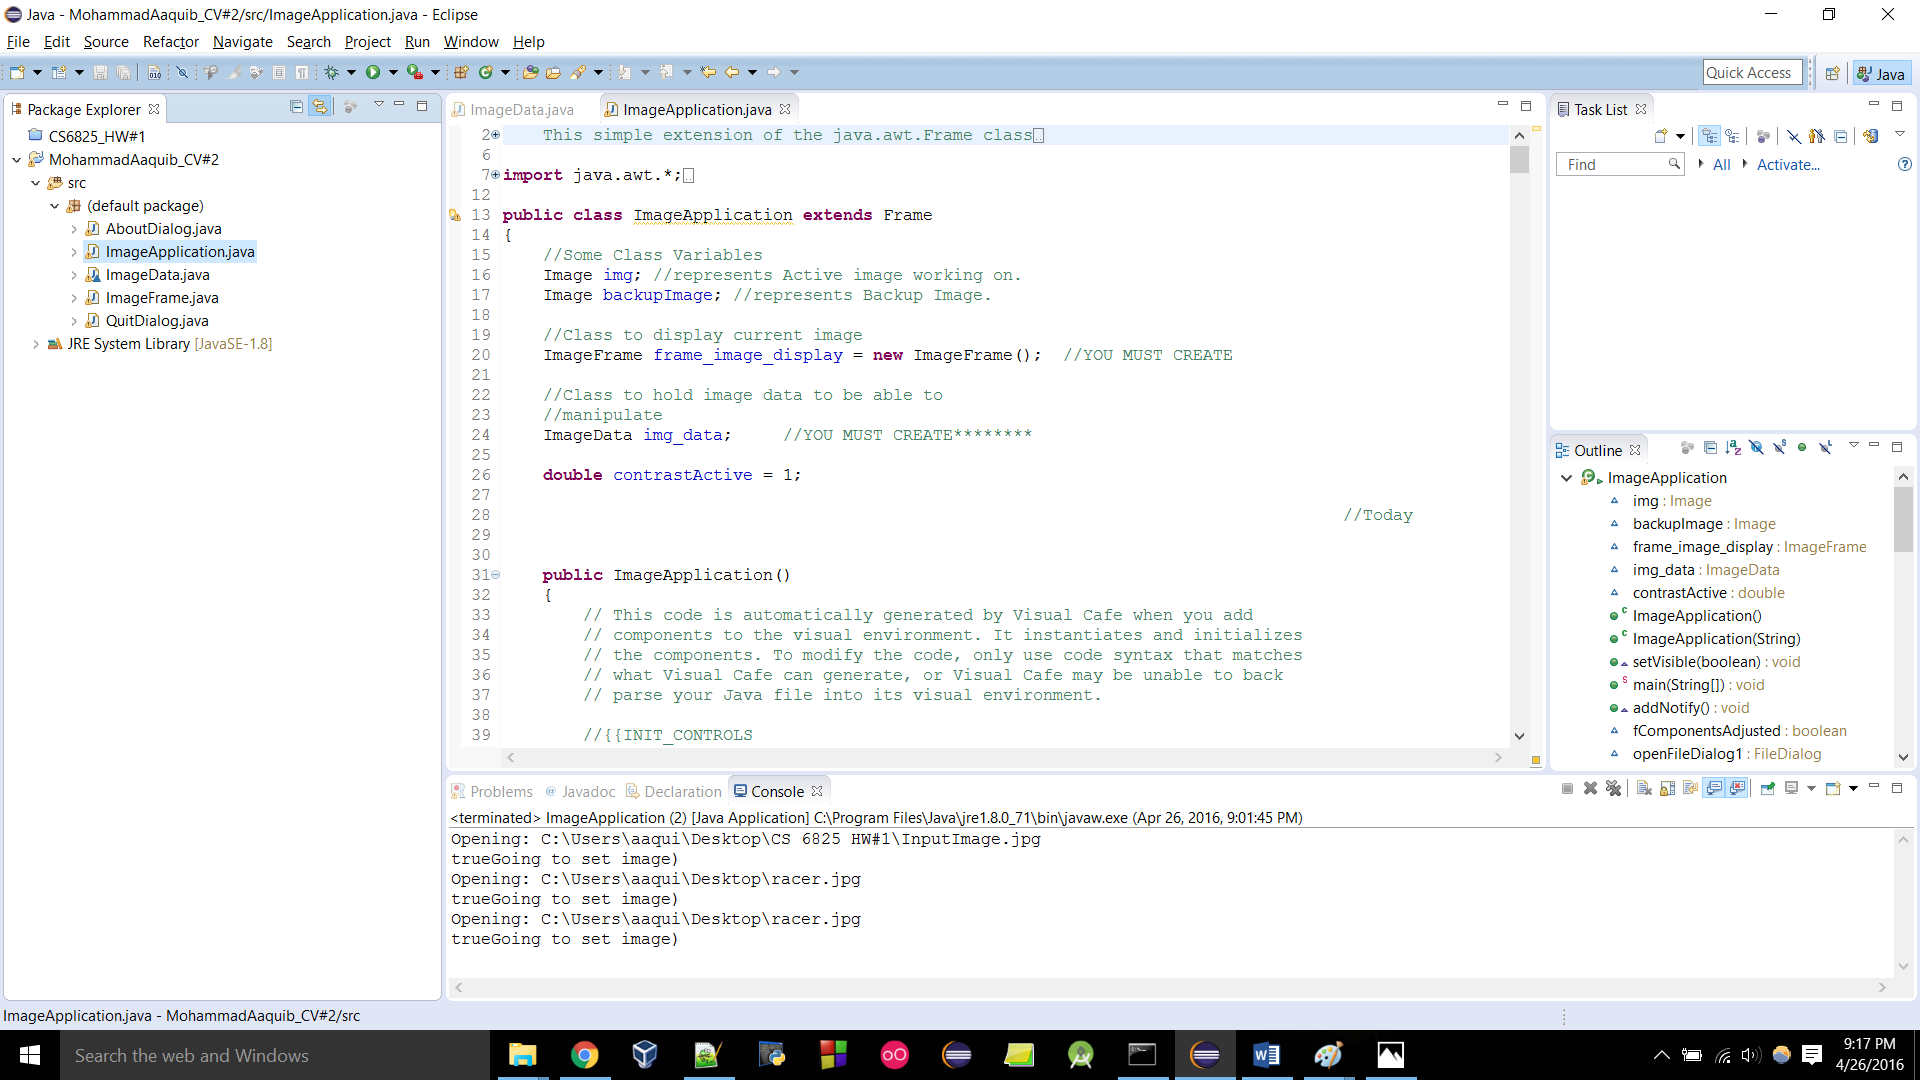 Java - MohammadAaquib_CV#2/src/ImageApplication.java - Eclipse
File Edit Source Refactor Navigate Search Project Run Window Help
Quick Access
Java
Package Explorer
CS6825_HW#1
MohammadAaquib_CV#2
src
(default package)
AboutDialog.java
ImageApplication.java
ImageData.java
ImageFrame.java
QuitDialog.java
JRE System Library [JavaSE-1.8]
ImageData.java
ImageApplication.java
2 This simple extension of the java.awt.Frame class
6
7 import java.awt.*;
12
13 public class ImageApplication extends Frame
14 {
15 //Some Class Variables
16 Image img; //represents Active image working on.
17 Image backupImage; //represents Backup Image.
18
19 //Class to display current image
20 ImageFrame frame_image_display = new ImageFrame(); //YOU MUST CREATE
21
22 //Class to hold image data to be able to
23 //manipulate
24 ImageData img_data; //YOU MUST CREATE********
25
26 double contrastActive = 1;
27
28 //Today
29
30
31 public ImageApplication()
32 {
33 // This code is automatically generated by Visual Cafe when you add
34 // components to the visual environment. It instantiates and initializes
35 // the components. To modify the code, only use code syntax that matches
36 // what Visual Cafe can generate, or Visual Cafe may be unable to back
37 // parse your Java file into its visual environment.
38
39 //{{INIT_CONTROLS
Task List
Find
All
Activate...
Outline
ImageApplication
img : Image
backupImage : Image
frame_image_display : ImageFrame
img_data : ImageData
contrastActive : double
ImageApplication()
ImageApplication(String)
setVisible(boolean) : void
main(String[]) : void
addNotify() : void
fComponentsAdjusted : boolean
openFileDialog1 : FileDialog
Problems @ Javadoc Declaration Console
<terminated> ImageApplication (2) [Java Application] C:\Program Files\Java\jre1.8.0_71\bin\javaw.exe (Apr 26, 2016, 9:01:45 PM)
Opening: C:\Users\aaqui\Desktop\CS 6825 HW#1\InputImage.jpg
trueGoing to set image)
Opening: C:\Users\aaqui\Desktop\racer.jpg
trueGoing to set image)
Opening: C:\Users\aaqui\Desktop\racer.jpg
trueGoing to set image)
ImageApplication.java - MohammadAaquib_CV#2/src
Search the web and Windows
9:17 PM
4/26/2016